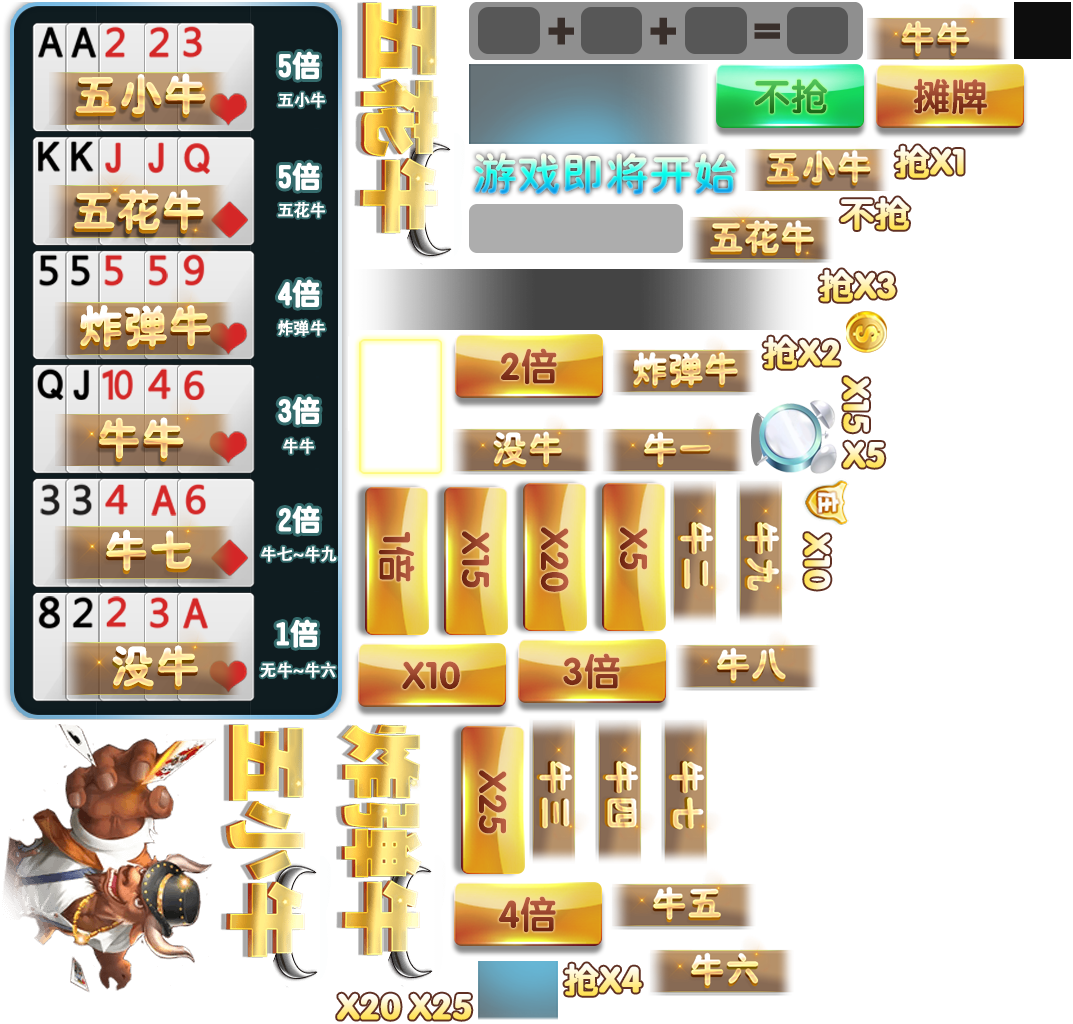 A A 2 2 3
五小牛
5倍
五小牛
K K J J Q
五花牛
5倍
五花牛
5 5 5 5 9
炸弹牛
4倍
炸弹牛
Q J 10 4 6
牛牛
3倍
牛牛
3 3 4 A 6
牛七
2倍
牛七~牛九
8 2 2 3 A
没牛
1倍
无牛~牛六
五花牛
+ + =
牛牛
不抢
摊牌
游戏即将开始
五小牛
抢X1
不抢
五花牛
抢X3
$
2倍
炸弹牛
抢X2
X15
X5
没牛
牛一
庄
1倍
X15
X20
X5
牛二
牛九
X10
X10
3倍
牛八
五小牛
炸弹牛
X25
牛三
牛四
牛七
4倍
牛五
牛六
抢X4
X20
X25